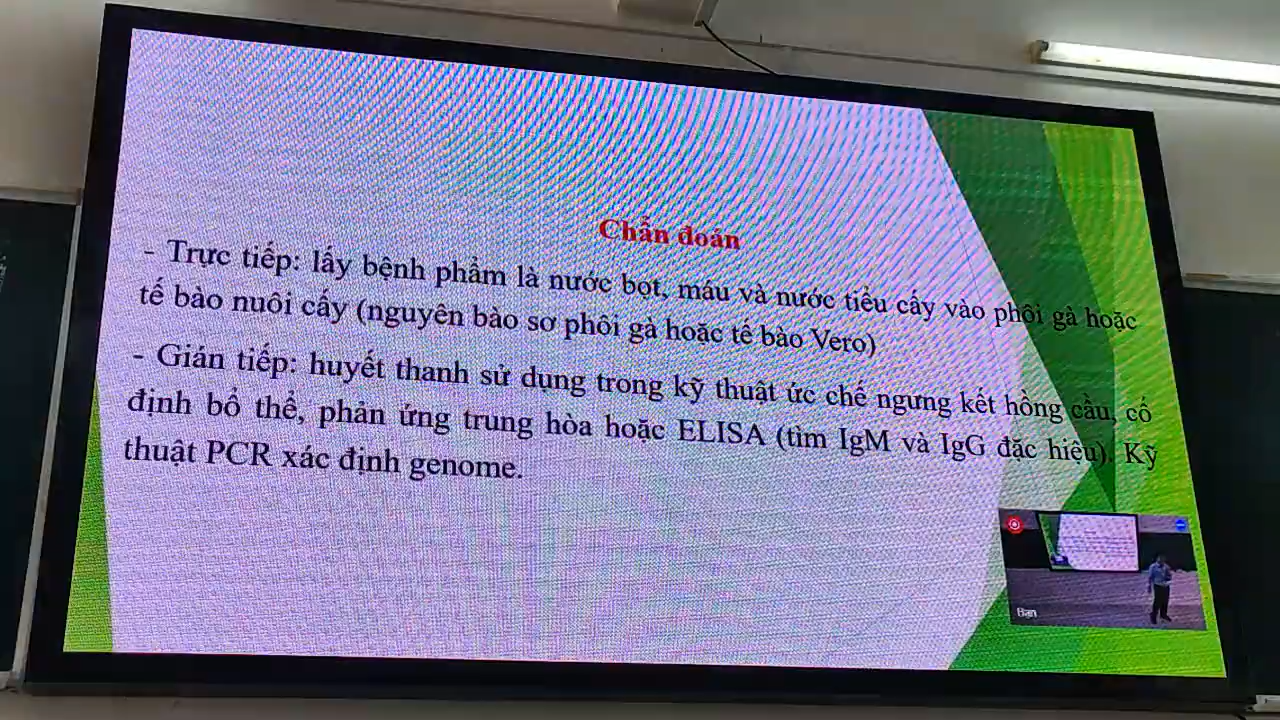 Chẩn đoán
- Trực tiếp: lấy bệnh phẩm là nước bọt, máu và nước tiểu cấy vào phôi gà hoặc
tế bào nuôi cấy (nguyên bào sơ phôi gà hoặc tế bào Vero)
- Gián tiếp: huyết thanh sử dụng trong kỹ thuật ức chế ngưng kết hồng cầu, cố
định bổ thể, phản ứng trung hòa hoặc ELISA (tìm IgM và IgG đặc hiệu). Kỹ
thuật PCR xác định genome.
Bạn